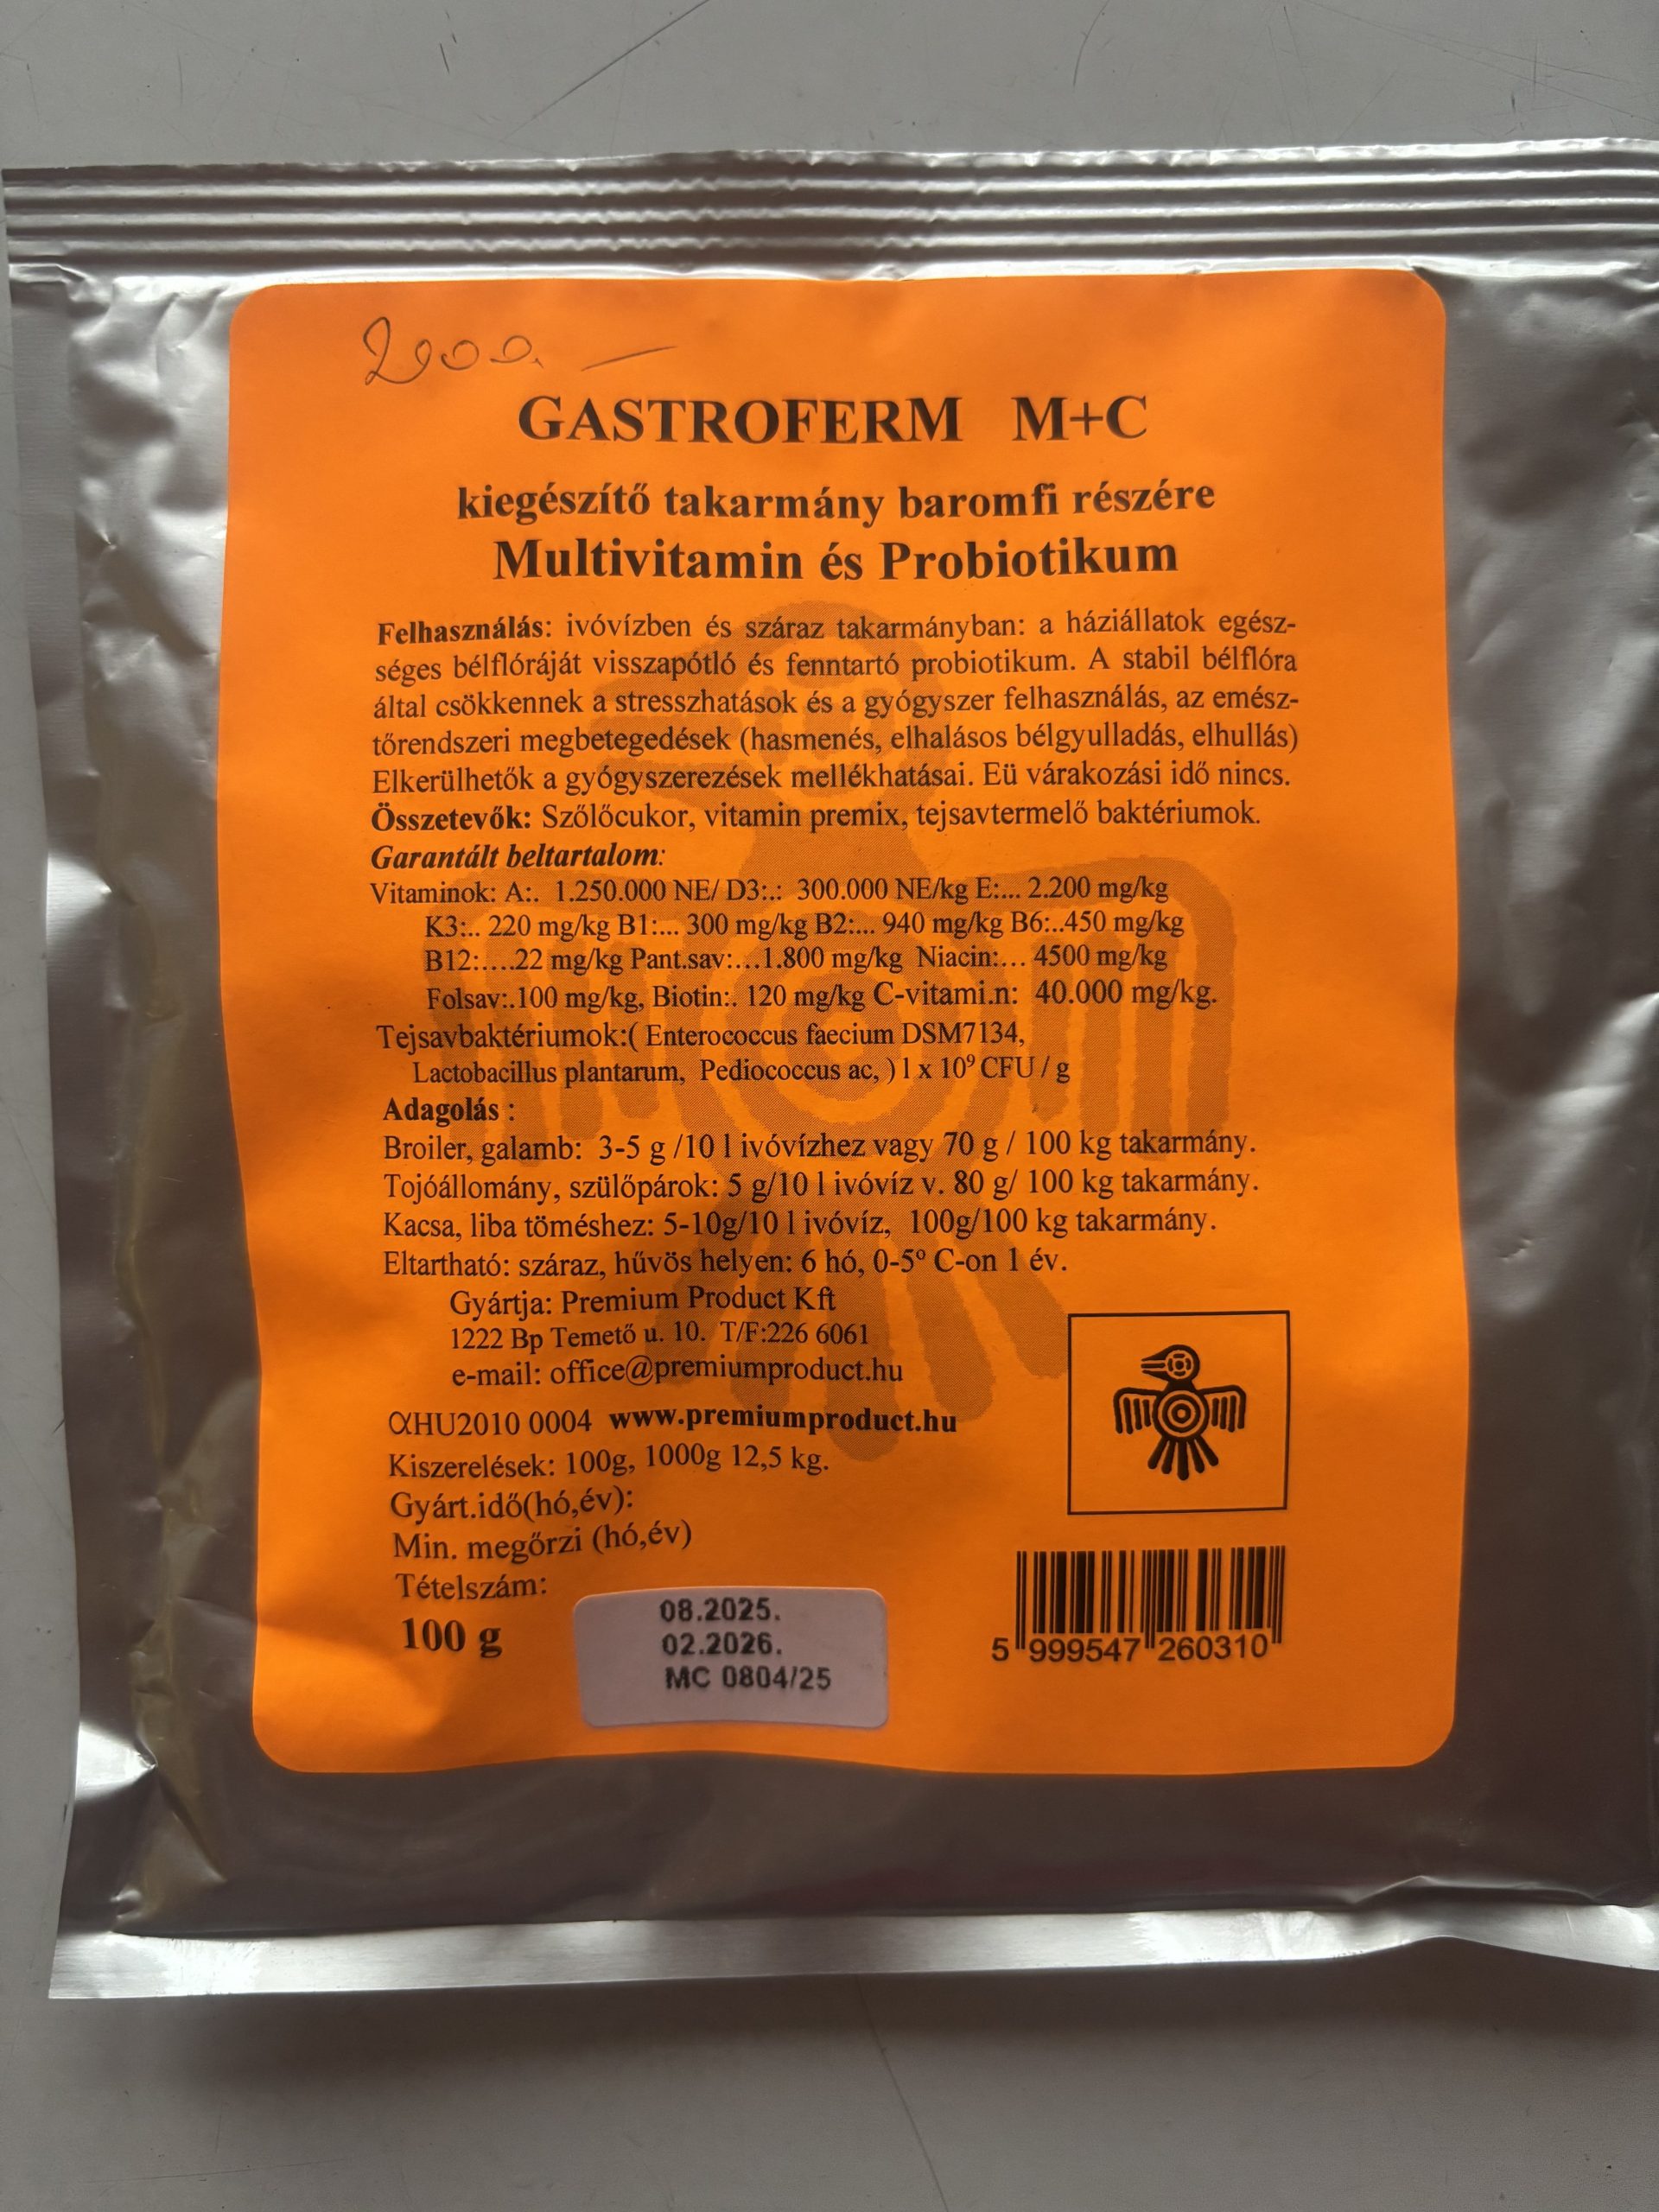 2000.-
GASTROFERM M+C
kiegészítő takarmány baromfi részére
Multivitamin és Probiotikum
Felhasználás: ivóvízben és száraz takarmányban: a háziállatok egész-
séges bélflóráját visszapótló és fenntartó probiotikum. A stabil bélflóra
által csökkennek a stresszhatások és a gyógyszer felhasználás, az emész-
tőrendszeri megbetegedések (hasmenés, elhalásos bélgyulladás, elhullás)
Elkerülhetők a gyógyszerezések mellékhatásai. Eü várakozási idő nincs.
Összetevők: Szőlőcukor, vitamin premix, tejsavtermelő baktériumok.
Garantált beltartalom:
Vitaminok: A:. 1.250.000 NE/ D3:.: 300.000 NE/kg E:... 2.200 mg/kg
K3:.. 220 mg/kg B1:... 300 mg/kg B2:... 940 mg/kg B6:..450 mg/kg
B12:....22 mg/kg Pant.sav:...1.800 mg/kg Niacin:... 4500 mg/kg
Folsav:.100 mg/kg, Biotin:. 120 mg/kg C-vitami.n: 40.000 mg/kg.
Tejsavbaktériumok:( Enterococcus faecium DSM7134,
Lactobacillus plantarum, Pediococcus ac, ) l x 10⁹ CFU / g
Adagolás :
Broiler, galamb: 3-5 g /10 l ivóvízhez vagy 70 g / 100 kg takarmány.
Tojóállomány, szülőpárok: 5 g/10 l ivóvíz v. 80 g/ 100 kg takarmány.
Kacsa, liba töméshez: 5-10g/10 l ivóvíz, 100g/100 kg takarmány.
Eltartható: száraz, hűvös helyen: 6 hó, 0-5º C-on 1 év.
Gyártja: Premium Product Kft
1222 Bp Temető u. 10. T/F:226 6061
e-mail: office@premiumproduct.hu
αHU2010 0004 www.premiumproduct.hu
Kiszerelések: 100g, 1000g 12,5 kg.
Gyárt.idő(hó,év):
Min. megőrzi (hó,év)
Tételszám:
100 g
08.2025.
02.2026.
MC 0804/25
5 999547 260310